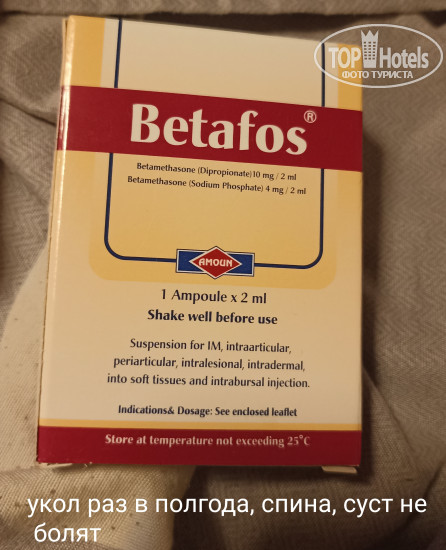 TOP Hotels
ФОТО ТУРИСТА
Betafos®
Betamethasone (Dipropionate) 10 mg / 2 ml
Betamethasone (Sodium Phosphate) 4 mg / 2 ml
AMOUN
1 Ampoule x 2 ml
Shake well before use
Suspension for IM, intraarticular,
periarticular, intralesional, intradermal,
into soft tissues and intrabursal injection.
Indications& Dosage: See enclosed leaflet
Store at temperature not exceeding 25°C
укол раз в полгода, спина, суст не
болят